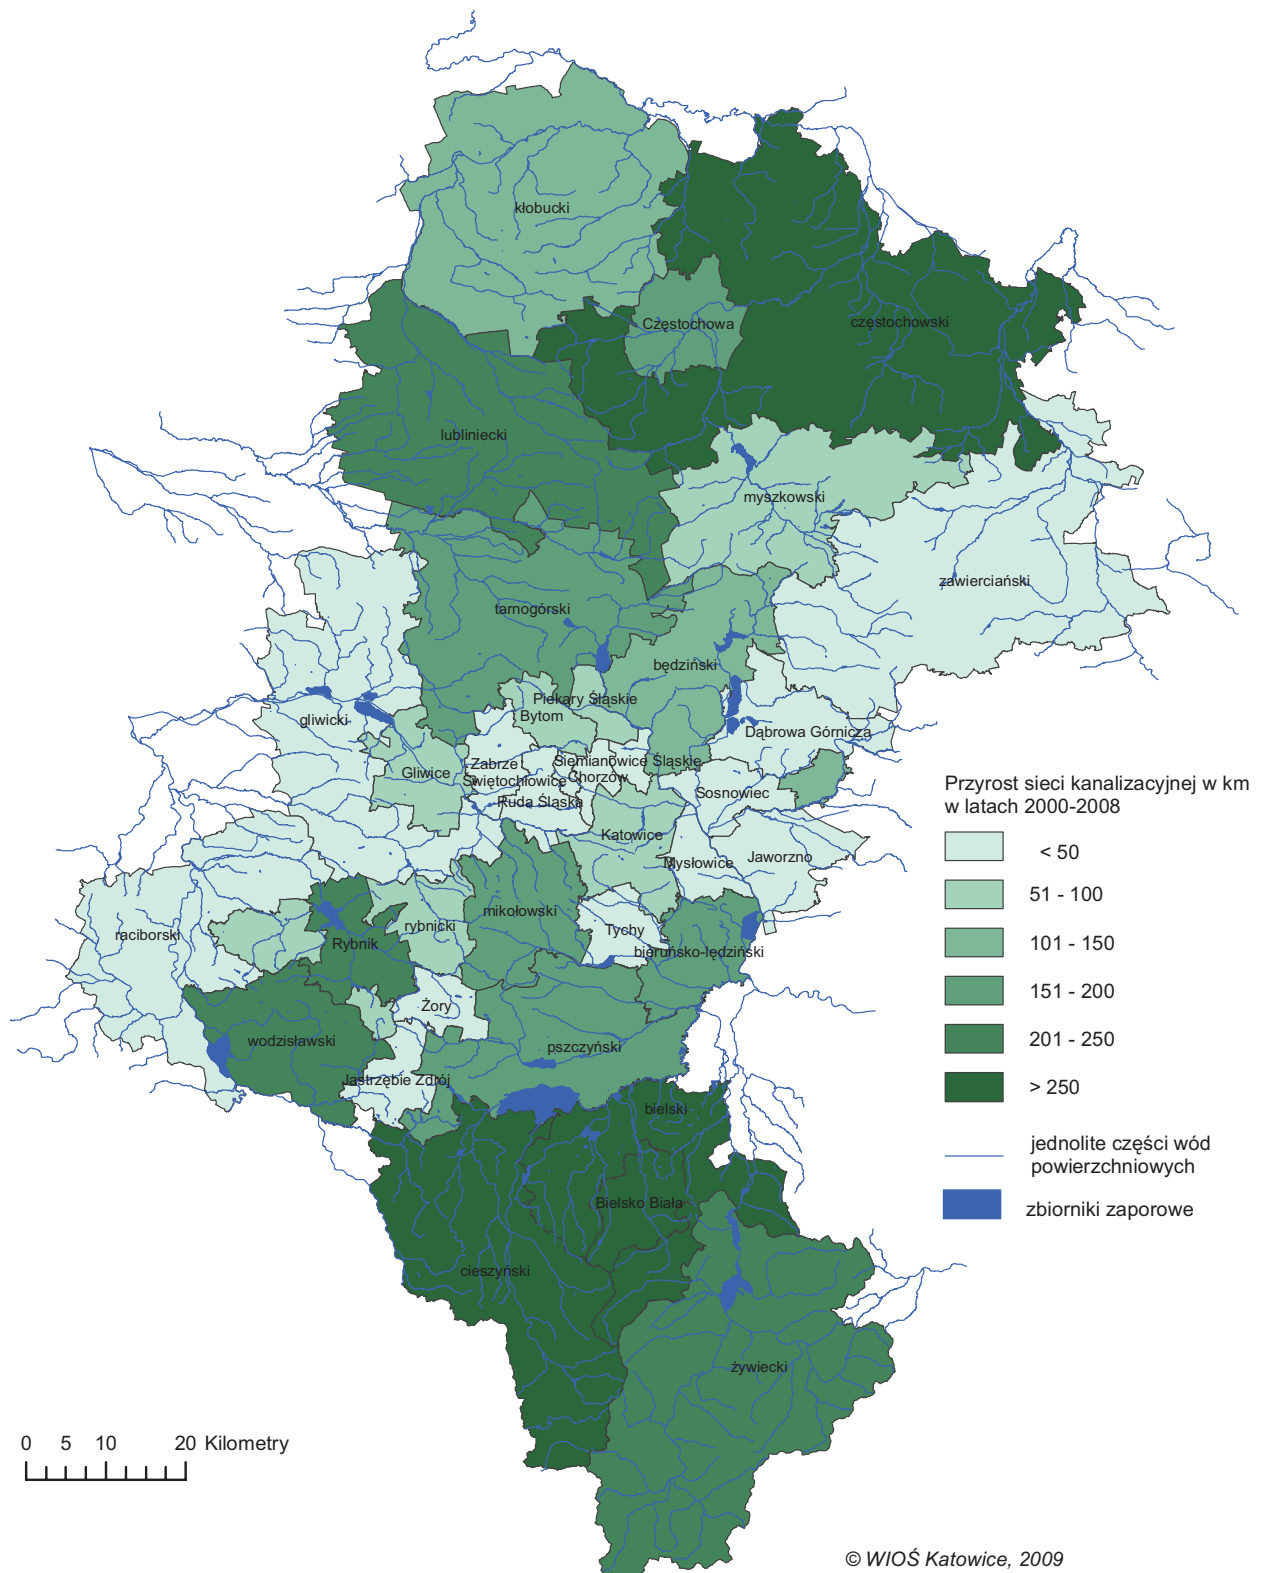 kłobucki
Częstochowa
częstochowski
lubliniecki
myszkowski
zawierciański
tarnogórski
będziński
Piekary Śląskie
Bytom
gliwicki
Dąbrowa Górnicza
Zabrze
Siemianowice Śląskie
Gliwice
Świętochłowice
Chorzów
Sosnowiec
Ruda Śląska
Katowice
Mysłowice
Jaworzno
mikołowski
rybnicki
Tychy
raciborski
Rybnik
bieruńsko-lędziński
Żory
wodzisławski
pszczyński
Jastrzębie Zdrój
bielski
Bielsko Biała
cieszyński
żywiecki
Przyrost sieci kanalizacyjnej w km
w latach 2000-2008
< 50
51 - 100
101 - 150
151 - 200
201 - 250
> 250
jednolite części wód
powierzchniowych
zbiorniki zaporowe
0 5 10 20 Kilometry
© WIOŚ Katowice, 2009